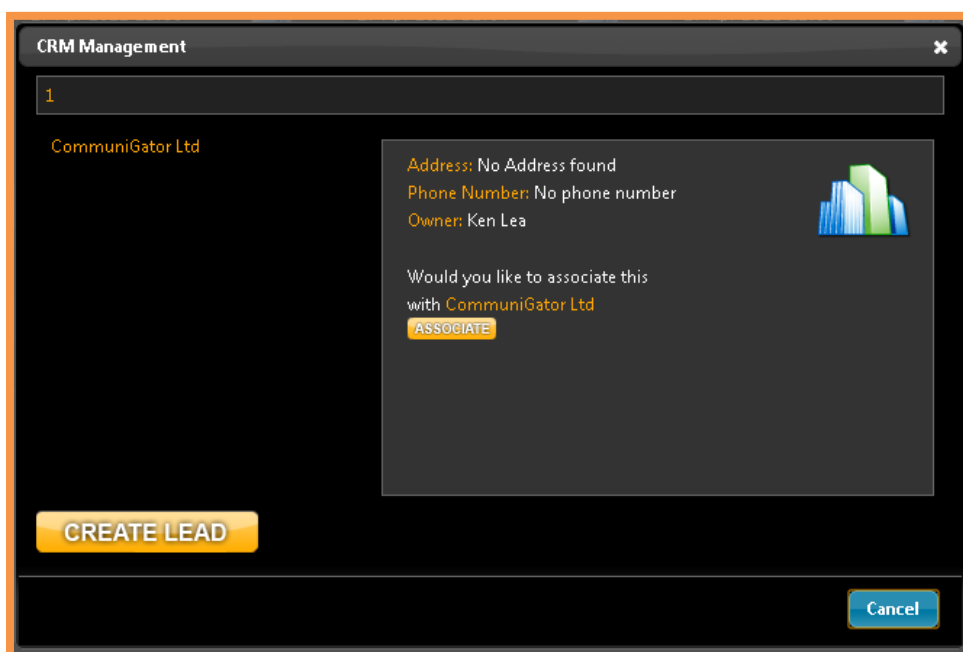 CRM Management
1
CommuniGator Ltd
Address: No Address found
Phone Number: No phone number
Owner: Ken Lea
Would you like to associate this
with CommuniGator Ltd
ASSOCIATE
CREATE LEAD
Cancel